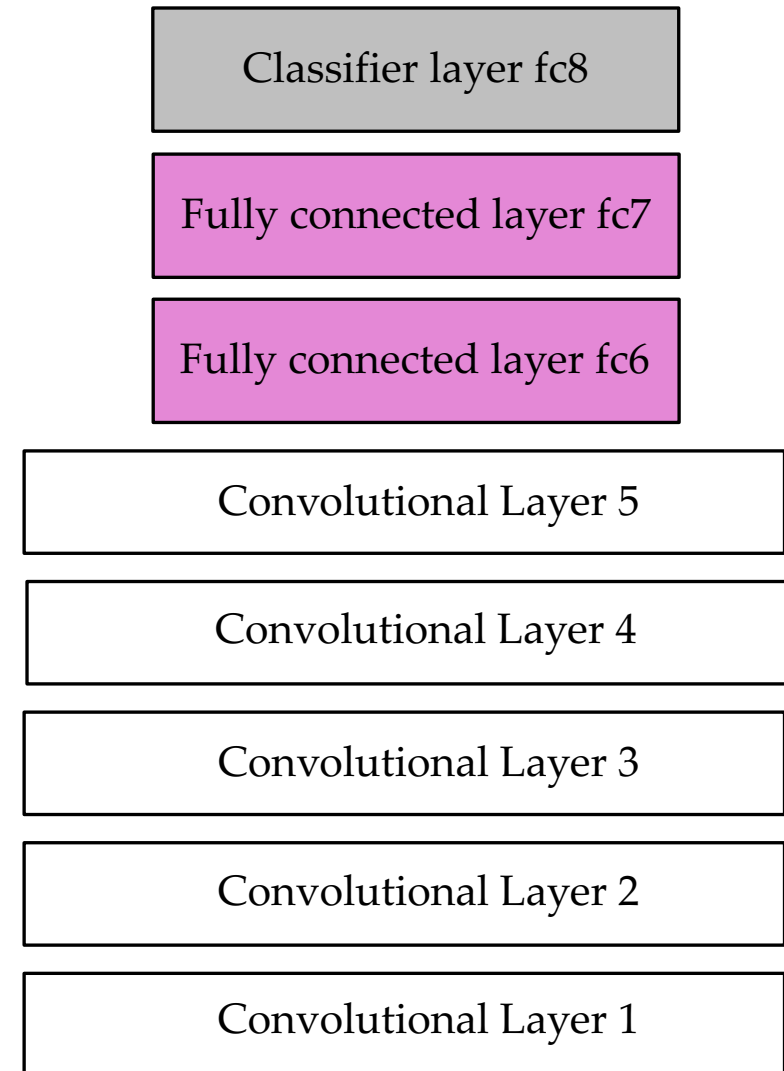 Classifier layer fc8
Fully connected layer fc7
Fully connected layer fc6
Convolutional Layer 5
Convolutional Layer 4
Convolutional Layer 3
Convolutional Layer 2
Convolutional Layer 1